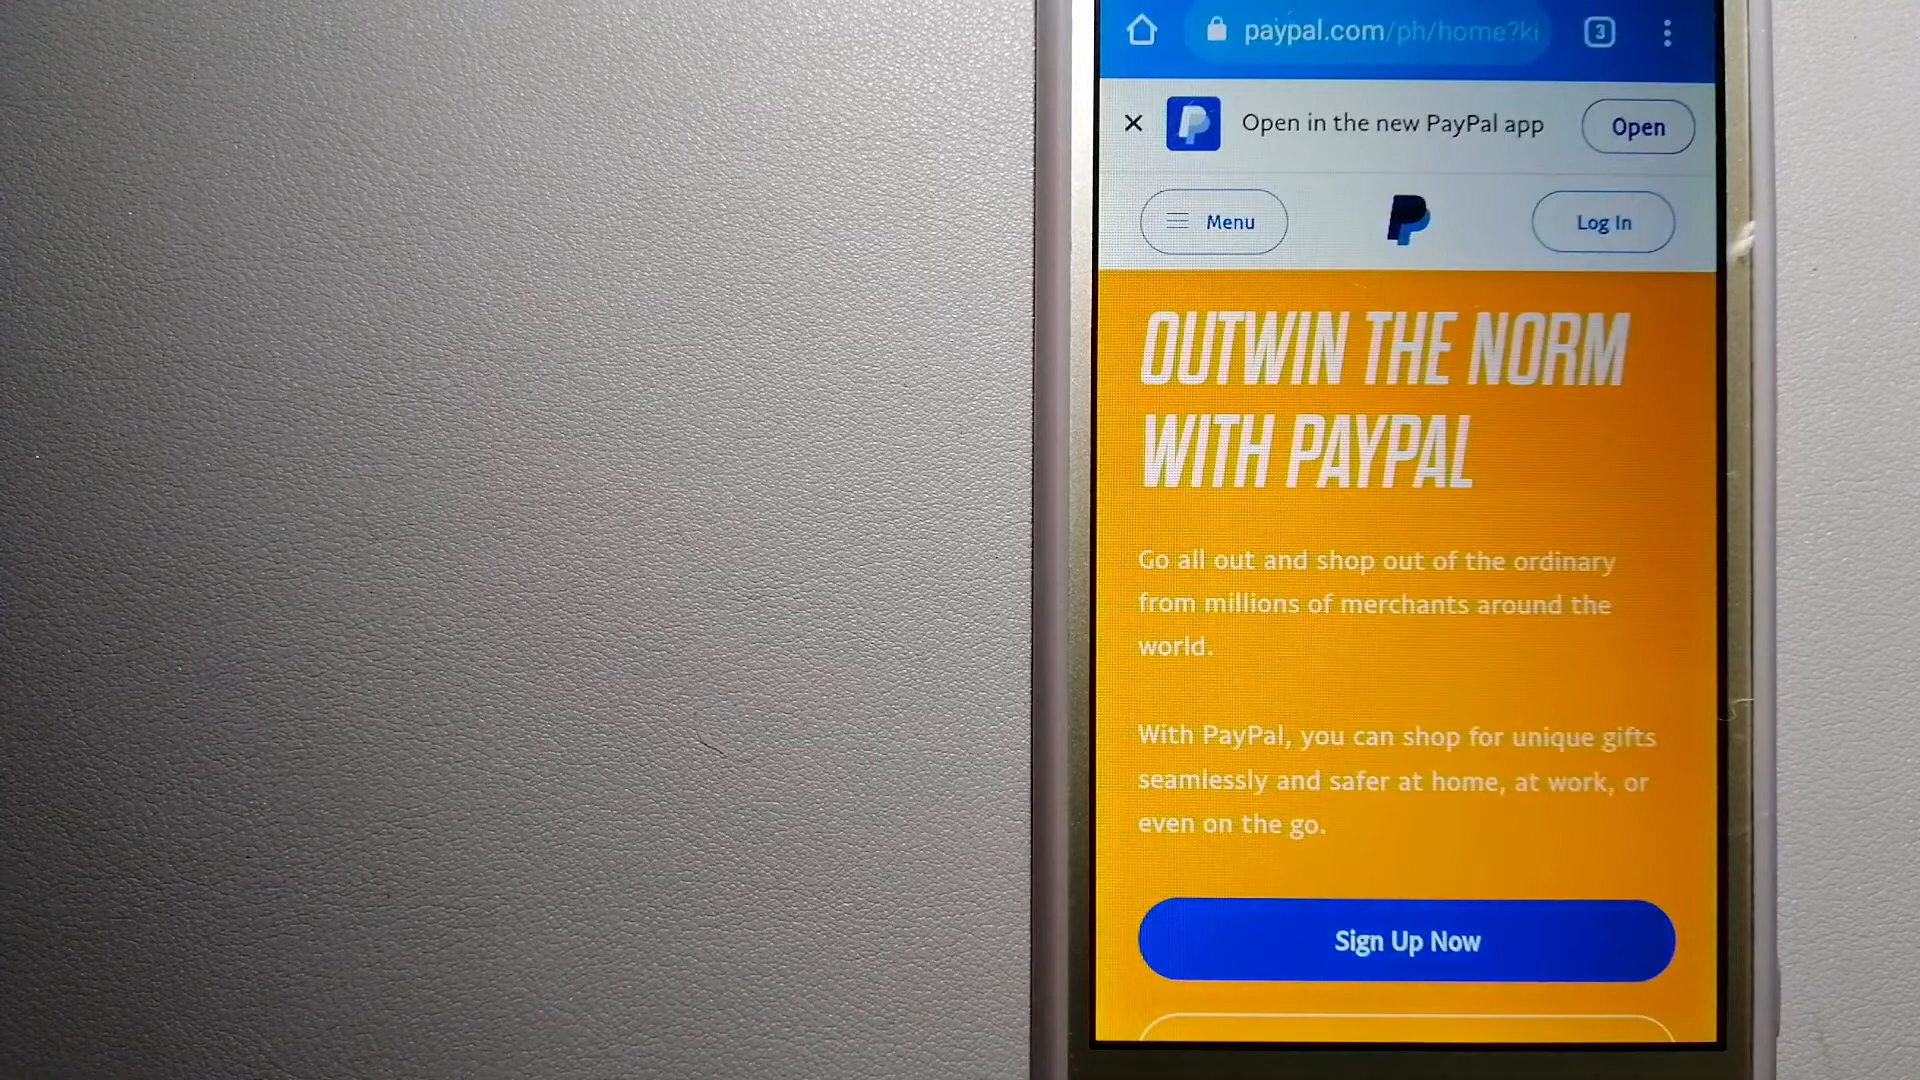 paypal.com/ph/home?ki
3
Open in the new PayPal app
Open
Menu
Log In
OUTWIN THE NORM
WITH PAYPAL
Go all out and shop out of the ordinary
from millions of merchants around the
world.
With PayPal, you can shop for unique gifts
seamlessly and safer at home, at work, or
even on the go.
Sign Up Now